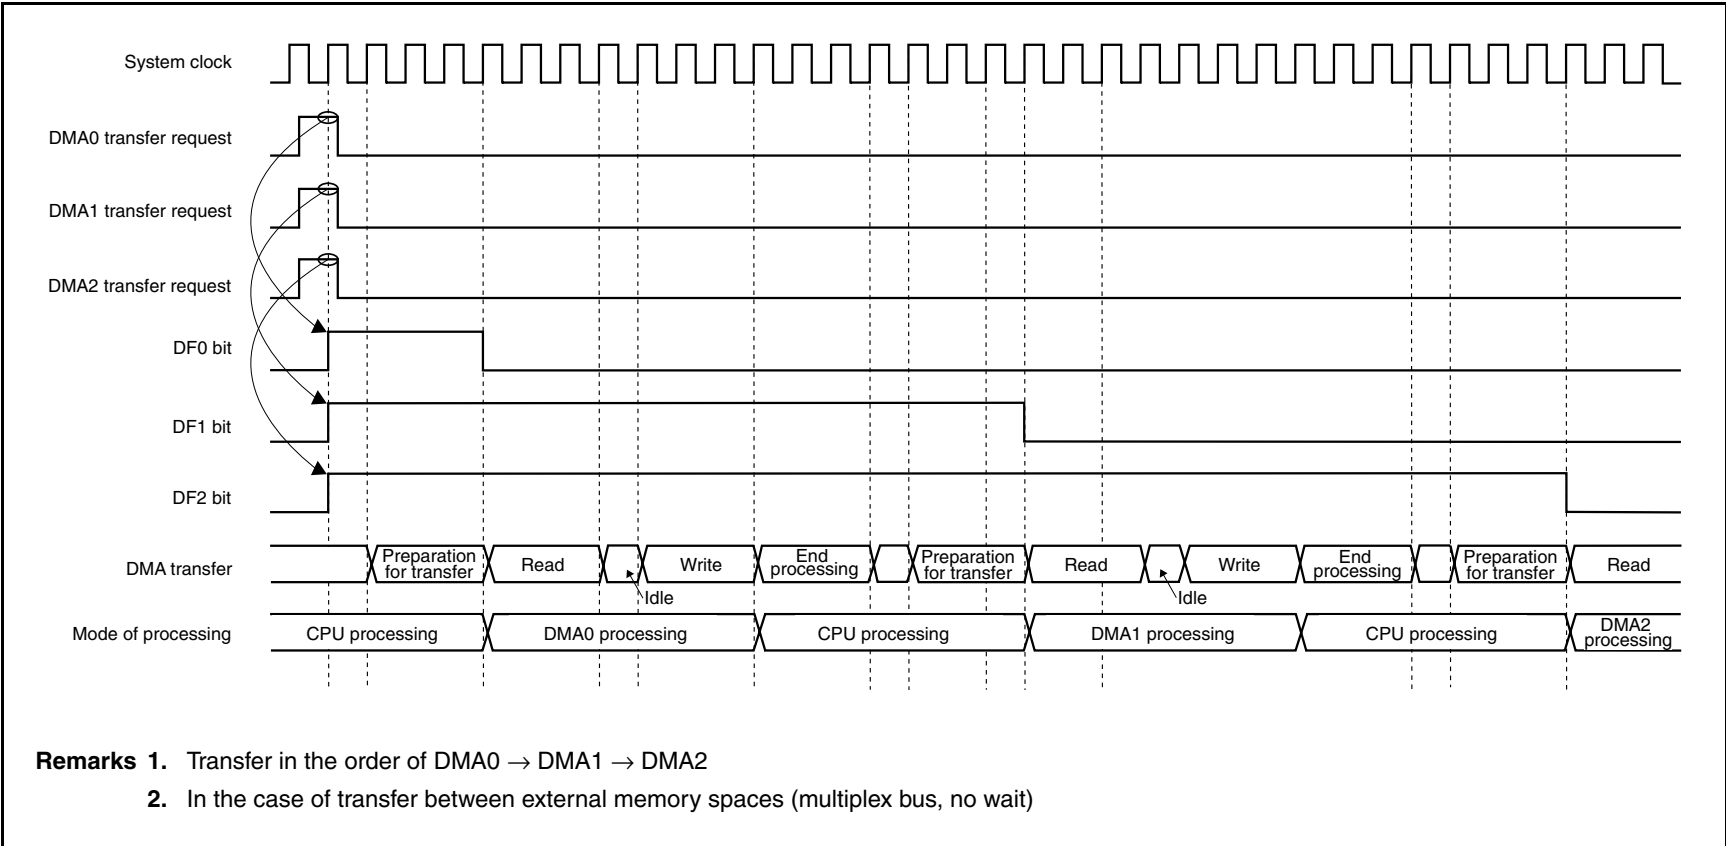 System clock
DMA0 transfer request
DMA1 transfer request
DMA2 transfer request
DF0 bit
DF1 bit
DF2 bit
DMA transfer
Preparation
for transfer
Read
Idle
Write
End
processing
Preparation
for transfer
Read
Idle
Write
End
processing
Preparation
for transfer
Read
Mode of processing
CPU processing
DMA0 processing
CPU processing
DMA1 processing
CPU processing
DMA2
processing
Remarks 1. Transfer in the order of DMA0 → DMA1 → DMA2
2. In the case of transfer between external memory spaces (multiplex bus, no wait)